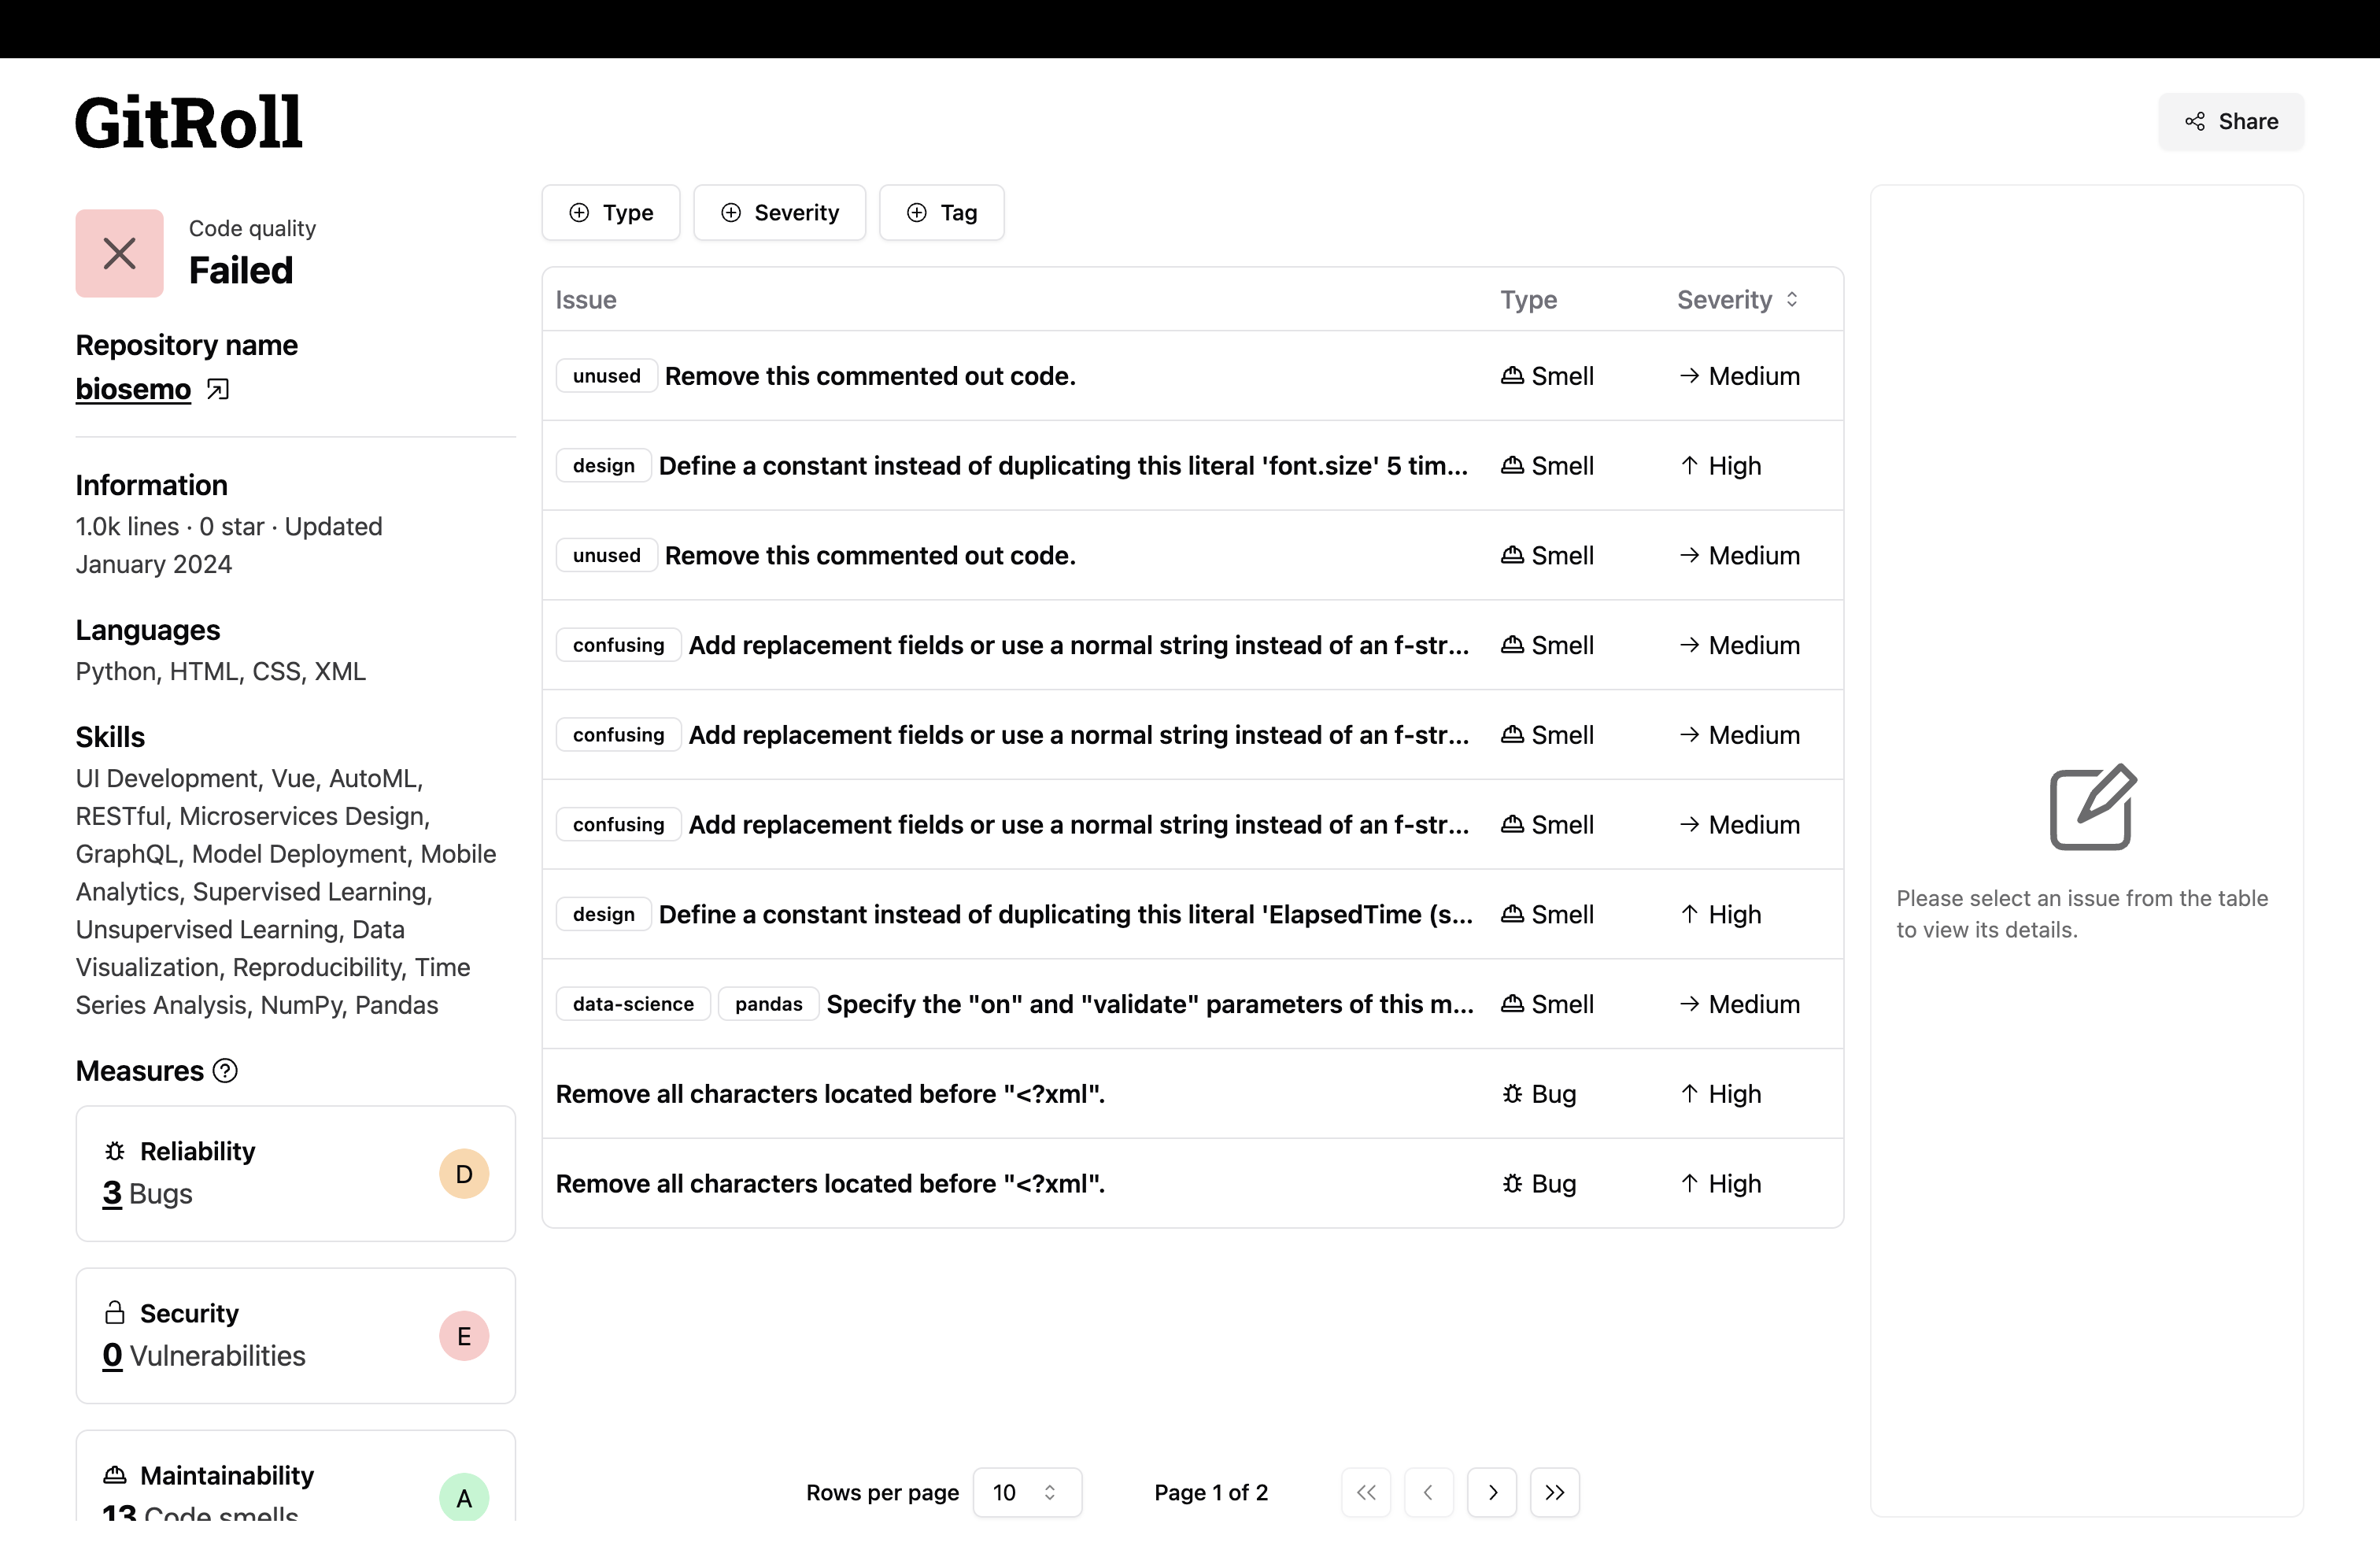 GitRoll
Share
Code quality
Failed
Repository name
biosemo
Information
1.0k lines · 0 star · Updated
January 2024
Languages
Python, HTML, CSS, XML
Skills
UI Development, Vue, AutoML,
RESTful, Microservices Design,
GraphQL, Model Deployment, Mobile
Analytics, Supervised Learning,
Unsupervised Learning, Data
Visualization, Reproducibility, Time
Series Analysis, NumPy, Pandas
Measures
Reliability
3 Bugs
D
Security
0 Vulnerabilities
E
Maintainability
13 Code smells
A
Type Severity Tag
Issue Type Severity
unused Remove this commented out code. Smell Medium
design Define a constant instead of duplicating this literal 'font.size' 5 tim... Smell High
unused Remove this commented out code. Smell Medium
confusing Add replacement fields or use a normal string instead of an f-str... Smell Medium
confusing Add replacement fields or use a normal string instead of an f-str... Smell Medium
confusing Add replacement fields or use a normal string instead of an f-str... Smell Medium
design Define a constant instead of duplicating this literal 'ElapsedTime (s... Smell High
data-science pandas Specify the "on" and "validate" parameters of this m... Smell Medium
Remove all characters located before "<?xml". Bug High
Remove all characters located before "<?xml". Bug High
Rows per page 10 Page 1 of 2
Please select an issue from the table
to view its details.